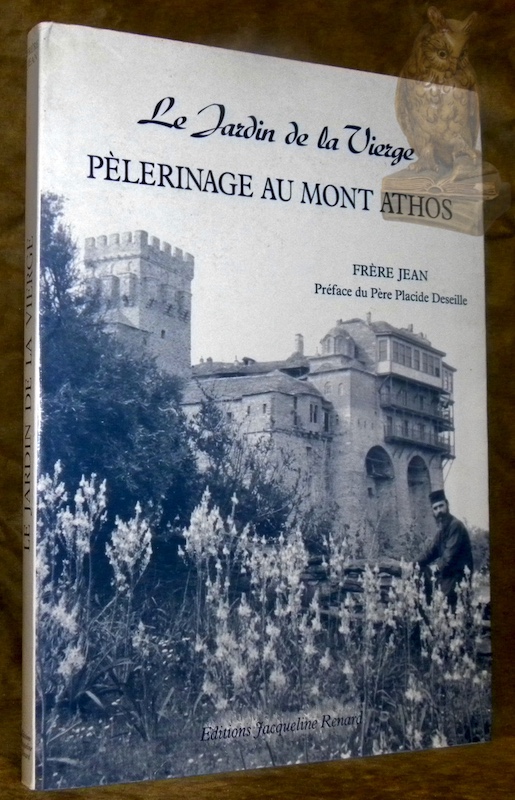 Le Jardin de la Vierge
PÈLERINAGE AU MONT ATHOS
FRÈRE JEAN
Préface du Père Placide Deseille
Editions Jacqueline Renard
LE JARDIN DE LA VIERGE